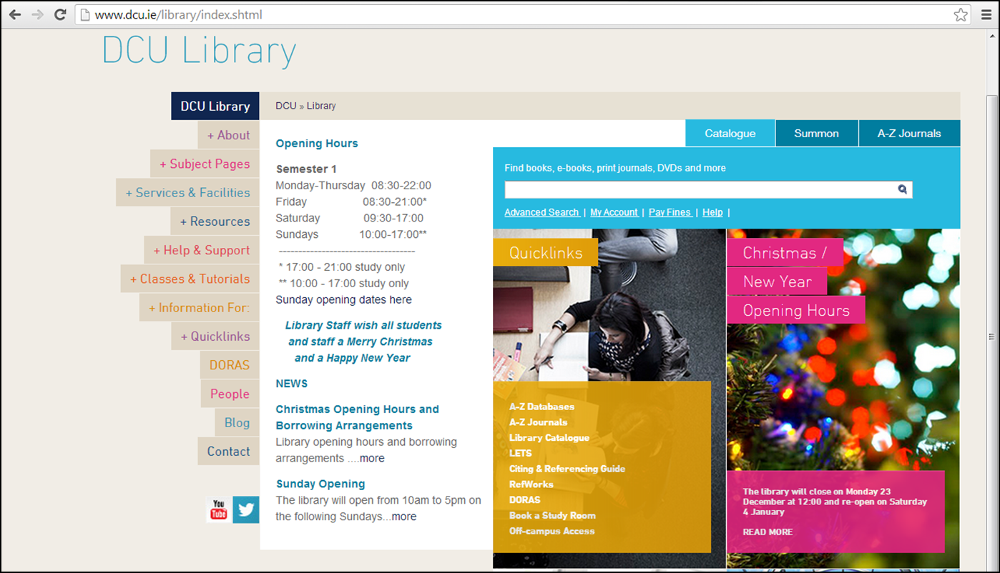 www.dcu.ie/library/index.shtml
DCU Library
DCU Library
+ About
+ Subject Pages
+ Services & Facilities
+ Resources
+ Help & Support
+ Classes & Tutorials
+ Information For:
+ Quicklinks
DORAS
People
Blog
Contact
You
Tube
DCU » Library
Opening Hours
Semester 1
Monday-Thursday 08:30-22:00
Friday 08:30-21:00*
Saturday 09:30-17:00
Sundays 10:00-17:00**
-----------------------------------
* 17:00 - 21:00 study only
** 10:00 - 17:00 study only
Sunday opening dates here
Library Staff wish all students
and staff a Merry Christmas
and a Happy New Year
NEWS
Christmas Opening Hours and
Borrowing Arrangements
Library opening hours and borrowing
arrangements ....more
Sunday Opening
The library will open from 10am to 5pm on
the following Sundays...more
Catalogue
Summon
A-Z Journals
Find books, e-books, print journals, DVDs and more
Advanced Search | My Account | Pay Fines | Help |
Quicklinks
A-Z Databases
A-Z Journals
Library Catalogue
LETS
Citing & Referencing Guide
RefWorks
DORAS
Book a Study Room
Off-campus Access
Christmas /
New Year
Opening Hours
The library will close on Monday 23
December at 12:00 and re-open on Saturday
4 January
READ MORE